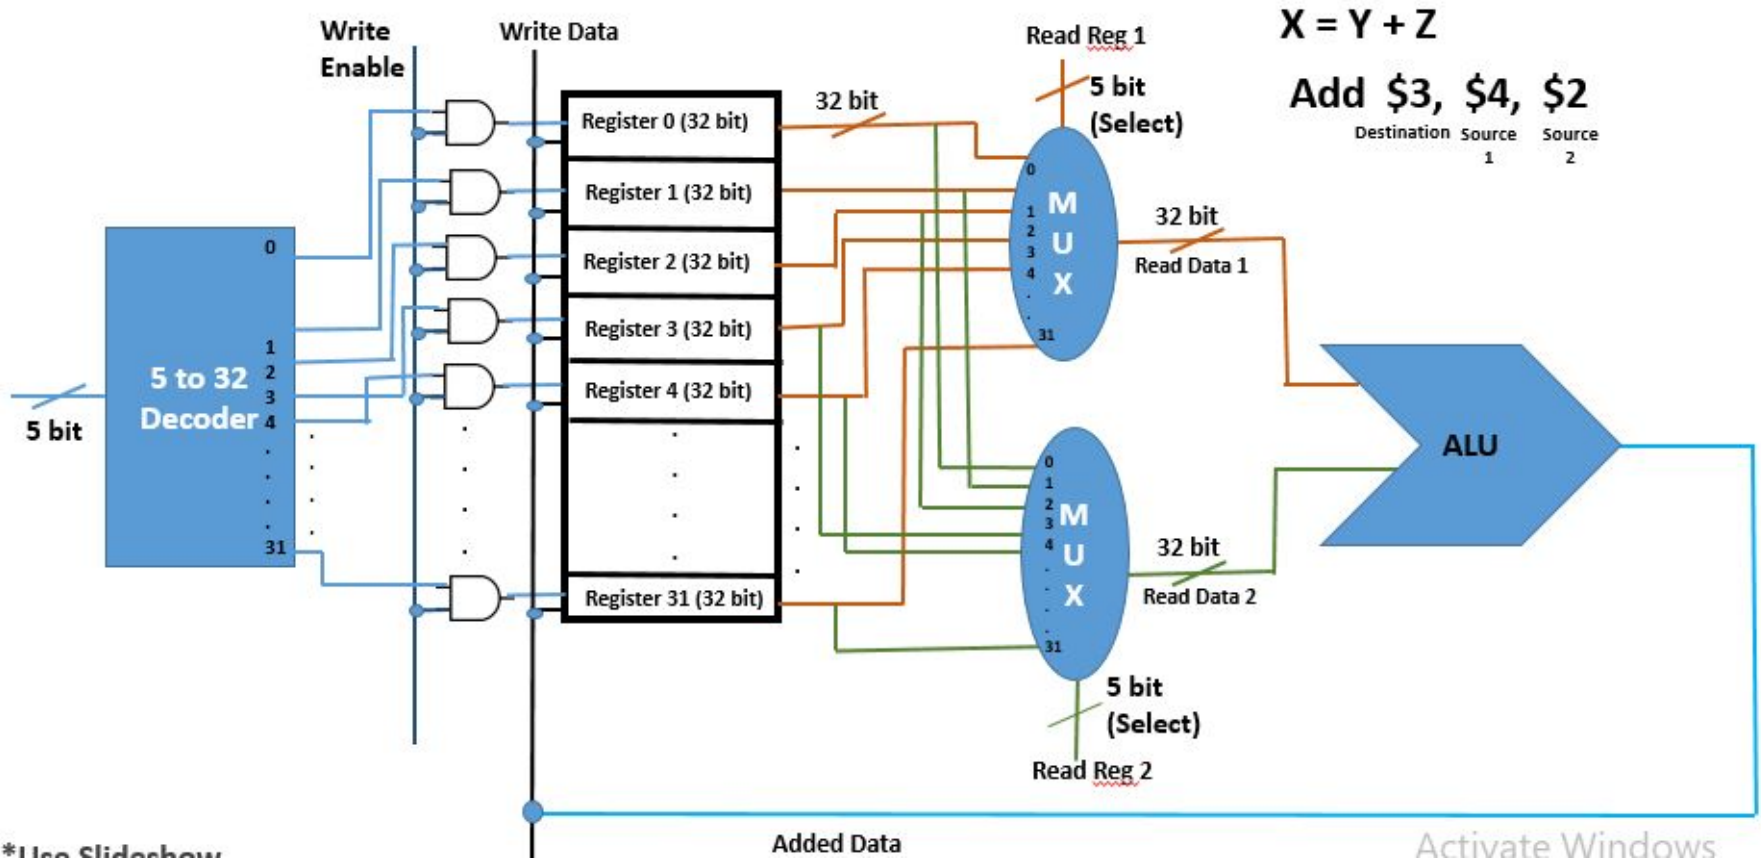 Write
Enable
Write Data
Read Reg 1
5 bit
(Select)
X = Y + Z
Add $3, $4, $2
Destination Source Source
1 2
32 bit
Register 0 (32 bit)
Register 1 (32 bit)
Register 2 (32 bit)
Register 3 (32 bit)
Register 4 (32 bit)
.
.
.
.
Register 31 (32 bit)
0
1
2
3
4
.
.
31
M
U
X
32 bit
Read Data 1
0
1
2
3
4
.
.
.
.
31
5 to 32
Decoder
5 bit
ALU
0
1
2
3
4
.
.
.
.
31
M
U
X
32 bit
Read Data 2
5 bit
(Select)
Read Reg 2
Added Data
*Use Slideshow
Activate Windows